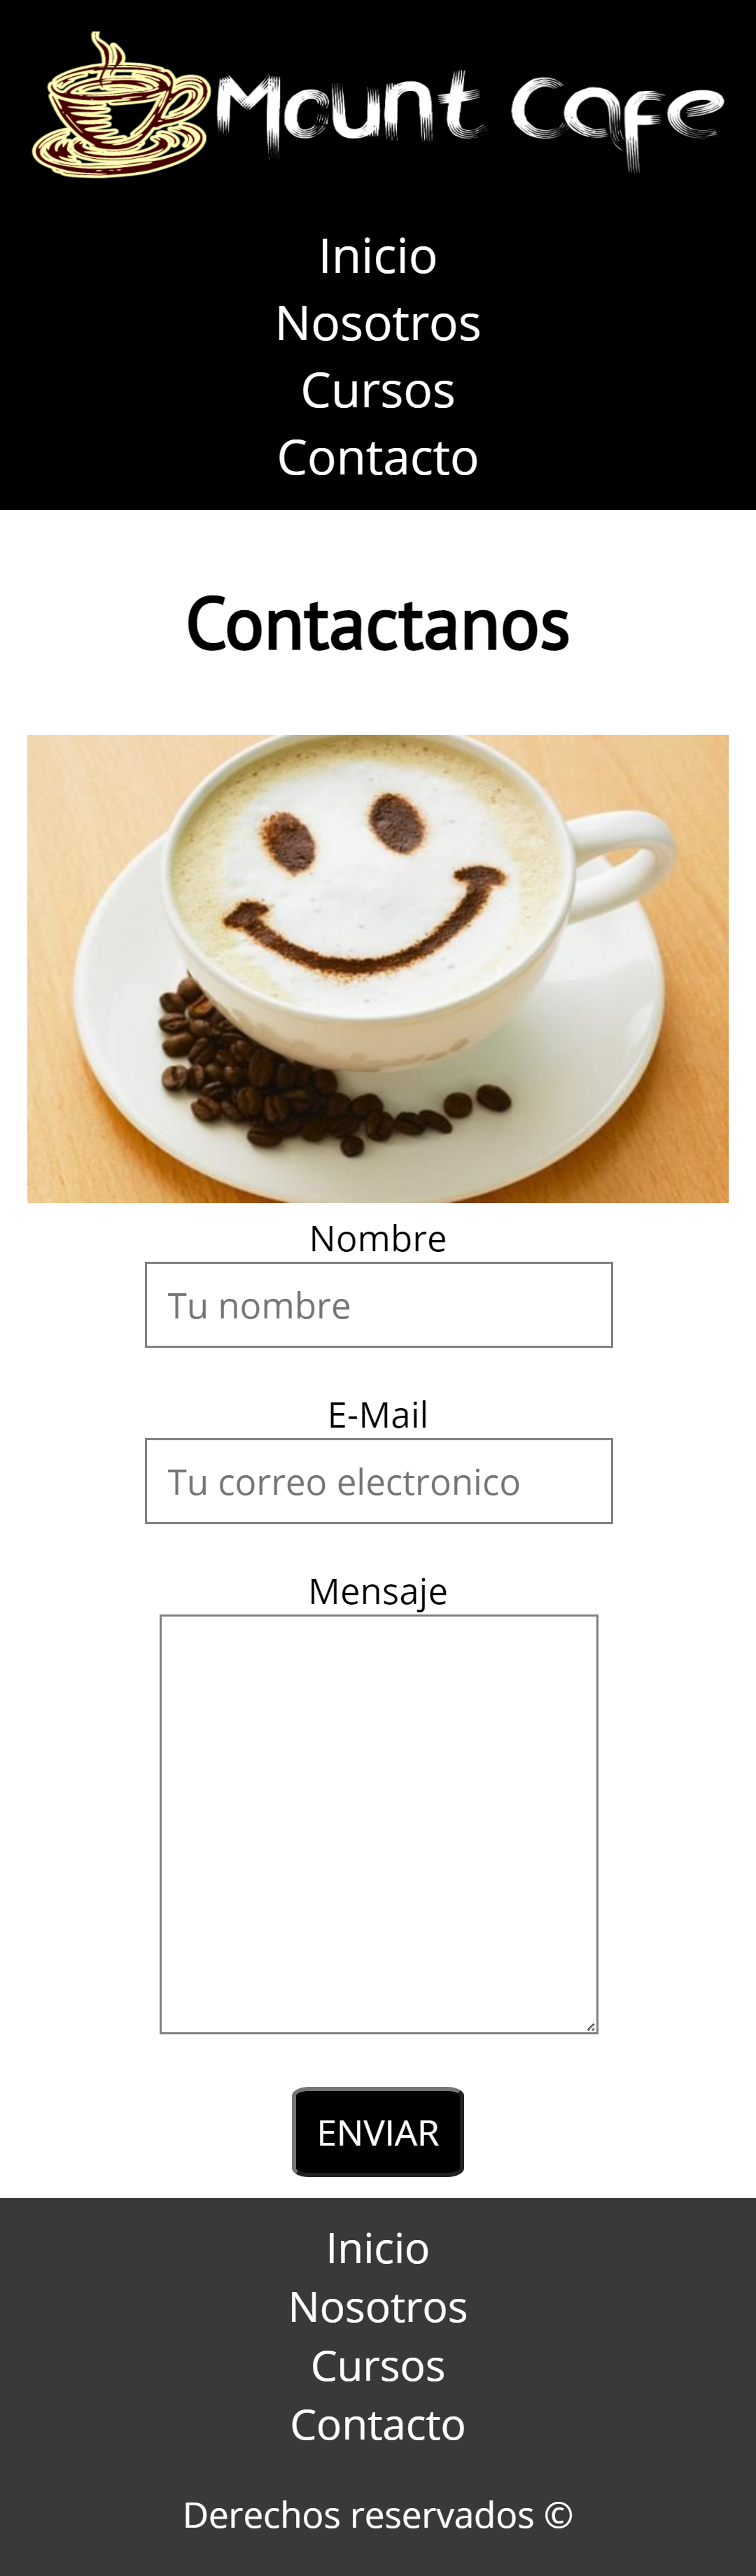 Mount Cafe
Inicio
Nosotros
Cursos
Contacto
Contactanos
Nombre
Tu nombre
E-Mail
Tu correo electronico
Mensaje
ENVIAR
Inicio
Nosotros
Cursos
Contacto
Derechos reservados ©